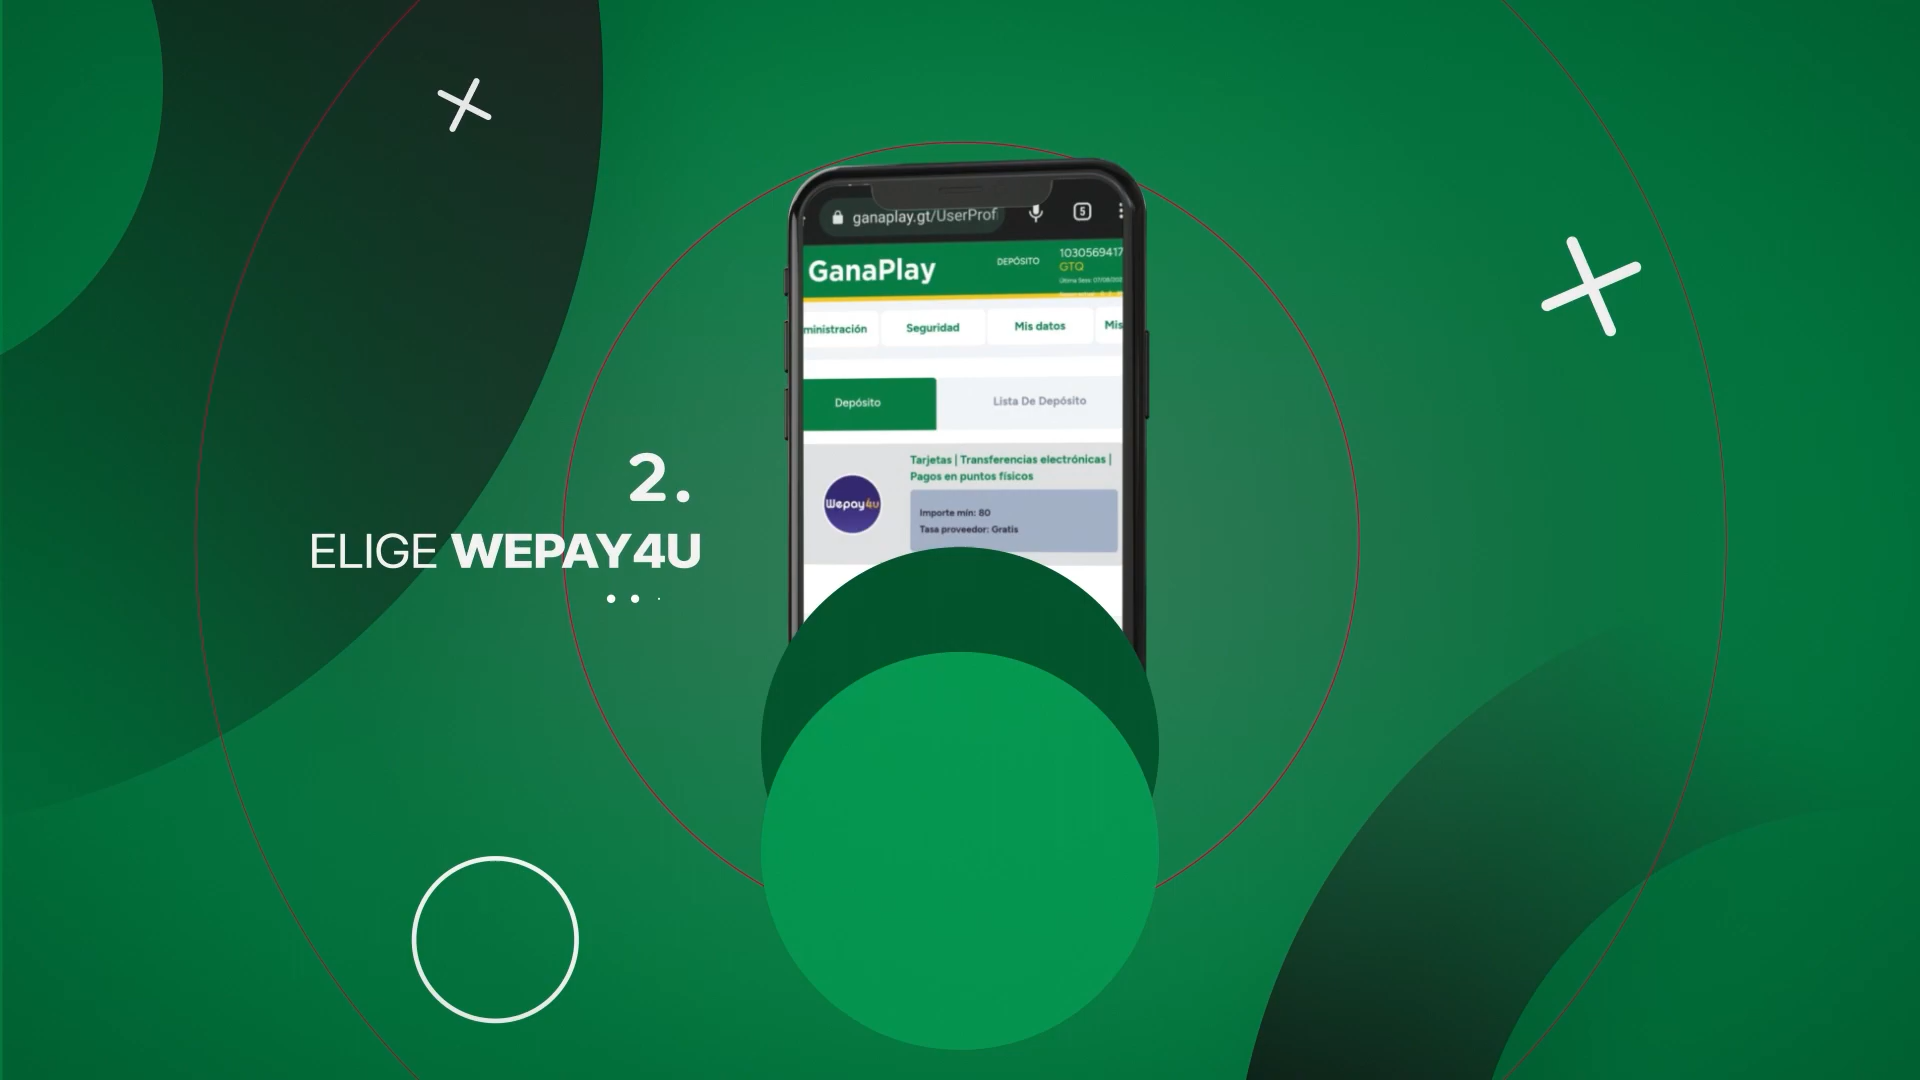 2.
ELIGE WEPAY4U
ganaplay.gt/UserProf
5
GanaPlay
DEPÓSITO
1030569417
GTQ
ministración
Seguridad
Mis datos
Mis
Depósito
Lista De Depósito
Tarjetas | Transferencias electrónicas |
Pagos en puntos físicos
Wepay4u
Importe mín: 80
Tasa proveedor: Gratis